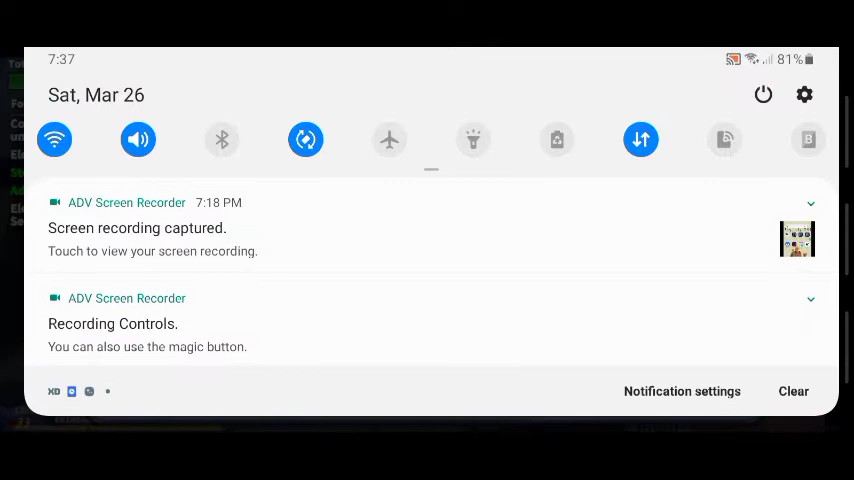 7:37
81%
Sat, Mar 26
ADV Screen Recorder 7:18 PM
Screen recording captured.
Touch to view your screen recording.
ADV Screen Recorder
Recording Controls.
You can also use the magic button.
XD
Notification settings
Clear